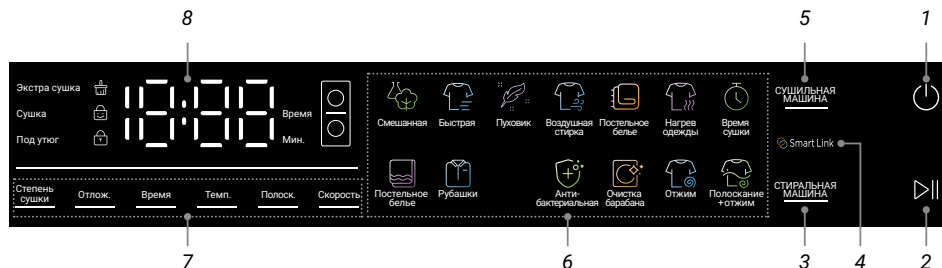 8
5
1
Экстра сушка
Сушка
Под утюг
18:88
Время
Мин.
Смешанная
Быстрая
Пуховик
Воздушная
стирка
Постельное
белье
Нагрев
одежды
Время
сушки
СУШИЛЬНАЯ
МАШИНА
Smart Link
Степень
сушки
Отлож.
Время
Темп.
Полоск.
Скорость
Постельное
белье
Рубашки
Анти-
бактериальная
Очистка
барабана
Отжим
Полоскание
+отжим
СТИРАЛЬНАЯ
МАШИНА
7
6
3
4
2